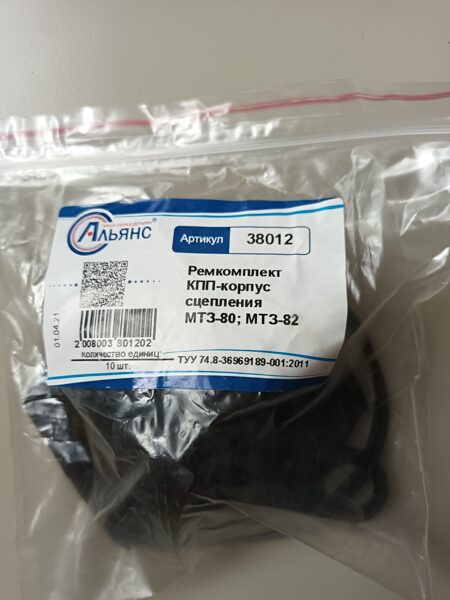 Альянс®
Артикул 38012
Ремкомплект
КПП-корпус
сцепления
МТЗ-80; МТЗ-82
01.04.21
2 008003 801202
количество единиц:
10 шт.
ТУУ 74.8-36969189-001:2011